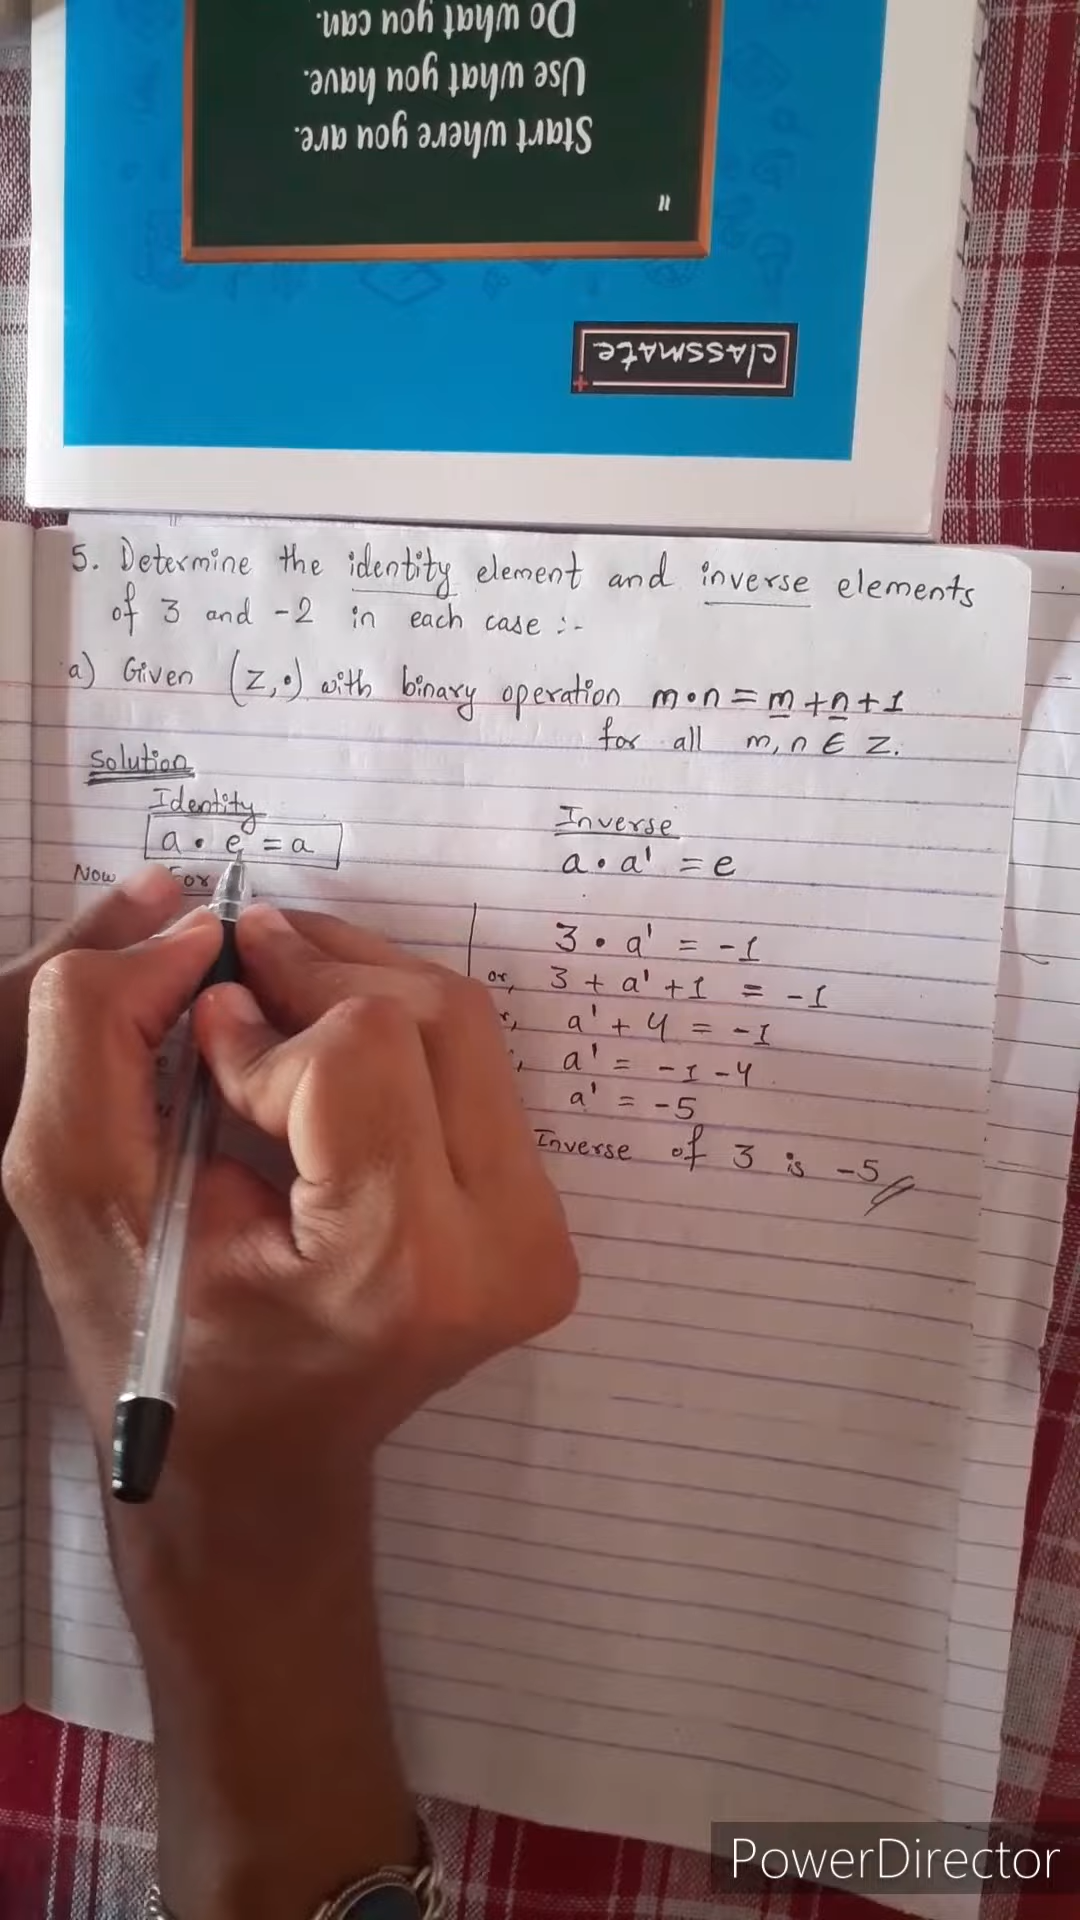 Do what you can.
Use what you have.
Start where you are.
"
classmate
5. Determine the identity element and inverse elements
of 3 and -2 in each case :-
a) Given (Z,•) with binary operation m•n = m+n+1
for all m, n ∈ Z.
Solution
Identity
a • e = a
Now For
Inverse
a • a' = e
3 • a' = -1
or, 3 + a' + 1 = -1
a' + 4 = -1
a' = -1 -4
a' = -5
Inverse of 3 is -5
PowerDirector